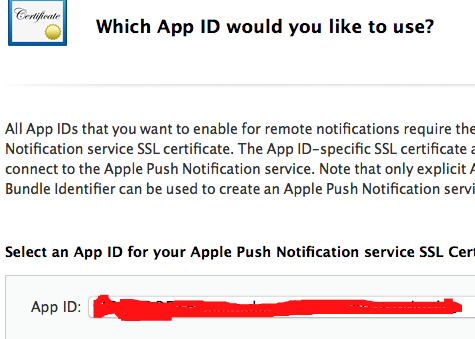 Certificate
Which App ID would you like to use?
All App IDs that you want to enable for remote notifications require the
Notification service SSL certificate. The App ID-specific SSL certificate a
connect to the Apple Push Notification service. Note that only explicit A
Bundle Identifier can be used to create an Apple Push Notification servi
Select an App ID for your Apple Push Notification service SSL Cert
App ID: